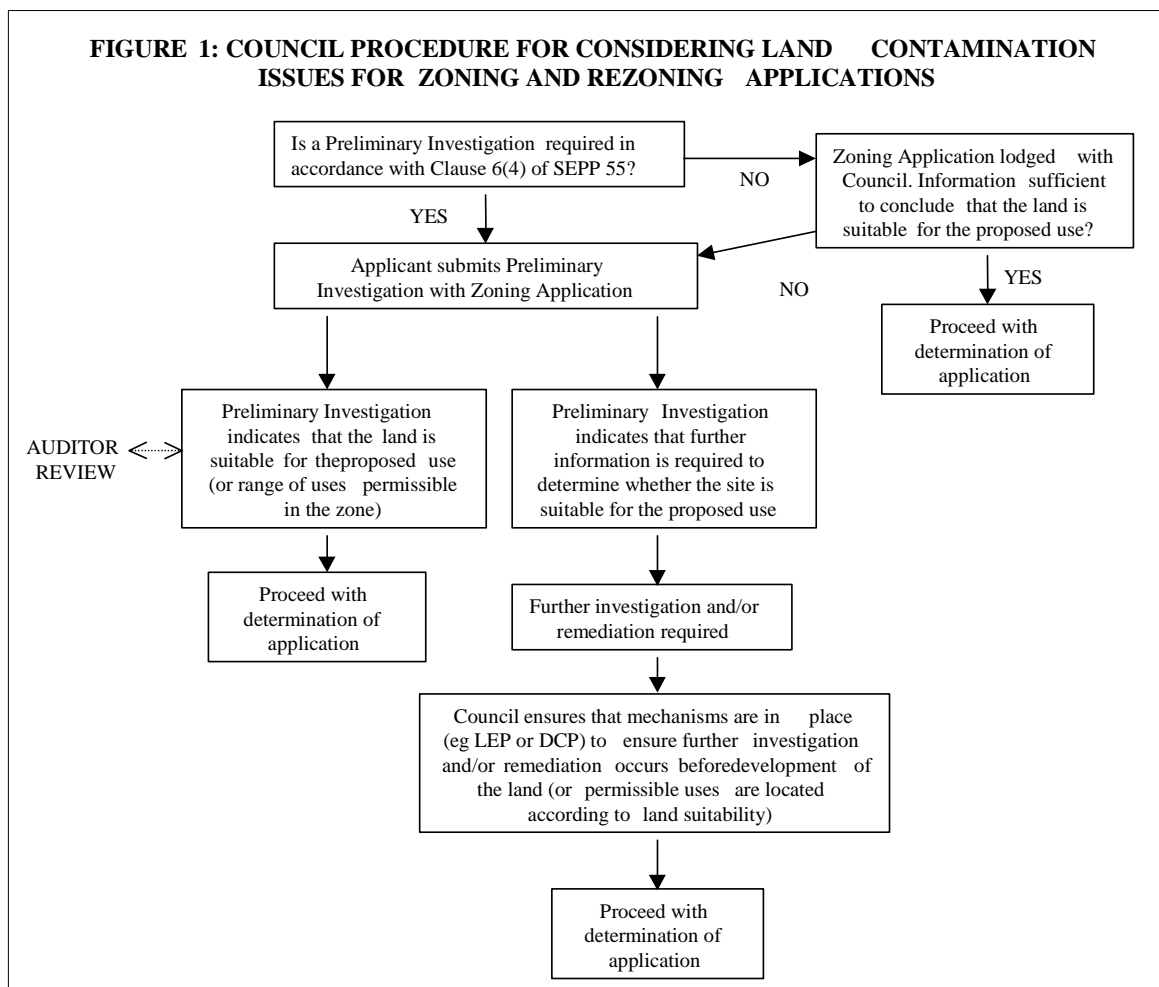 FIGURE 1: COUNCIL PROCEDURE FOR CONSIDERING LAND CONTAMINATION
ISSUES FOR ZONING AND REZONING APPLICATIONS
Is a Preliminary Investigation required in
accordance with Clause 6(4) of SEPP 55?
NO
Zoning Application lodged with
Council. Information sufficient
to conclude that the land is
suitable for the proposed use?
YES
Applicant submits Preliminary
Investigation with Zoning Application
NO
YES
Proceed with
determination of
application
AUDITOR
REVIEW
Preliminary Investigation
indicates that the land is
suitable for theproposed use
(or range of uses permissible
in the zone)
Preliminary Investigation
indicates that further
information is required to
determine whether the site is
suitable for the proposed use
Proceed with
determination of
application
Further investigation and/or
remediation required
Council ensures that mechanisms are in place
(eg LEP or DCP) to ensure further investigation
and/or remediation occurs beforedevelopment of
the land (or permissible uses are located
according to land suitability)
Proceed with
determination of
application